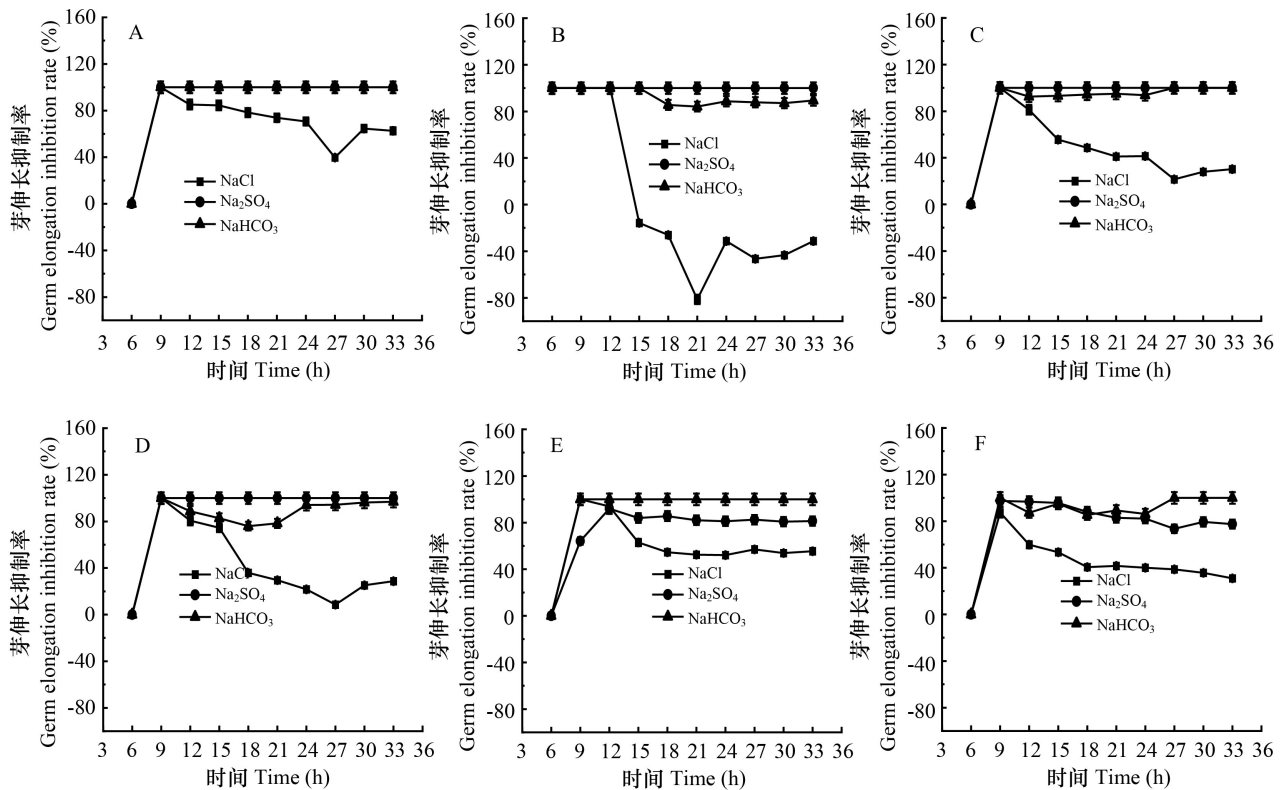 A
芽伸长抑制率
Germ elongation inhibition rate (%)
160
120
80
40
0
-40
-80
NaCl
Na₂SO₄
NaHCO₃
3 6 9 12 15 18 21 24 27 30 33 36
时间 Time (h)
B
芽伸长抑制率
Germ elongation inhibition rate (%)
160
120
80
40
0
-40
-80
NaCl
Na₂SO₄
NaHCO₃
3 6 9 12 15 18 21 24 27 30 33 36
时间 Time (h)
C
芽伸长抑制率
Germ elongation inhibition rate (%)
160
120
80
40
0
-40
-80
NaCl
Na₂SO₄
NaHCO₃
3 6 9 12 15 18 21 24 27 30 33 36
时间 Time (h)
D
芽伸长抑制率
Germ elongation inhibition rate (%)
160
120
80
40
0
-40
-80
NaCl
Na₂SO₄
NaHCO₃
3 6 9 12 15 18 21 24 27 30 33 36
时间 Time (h)
E
芽伸长抑制率
Germ elongation inhibition rate (%)
160
120
80
40
0
-40
-80
NaCl
Na₂SO₄
NaHCO₃
3 6 9 12 15 18 21 24 27 30 33 36
时间 Time (h)
F
芽伸长抑制率
Germ elongation inhibition rate (%)
160
120
80
40
0
-40
-80
NaCl
Na₂SO₄
NaHCO₃
3 6 9 12 15 18 21 24 27 30 33 36
时间 Time (h)